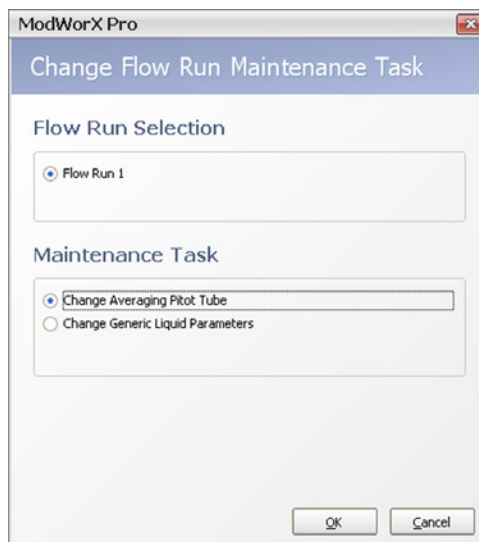 ModWorX Pro
Change Flow Run Maintenance Task
Flow Run Selection
Flow Run 1
Maintenance Task
Change Averaging Pitot Tube
Change Generic Liquid Parameters
OK Cancel